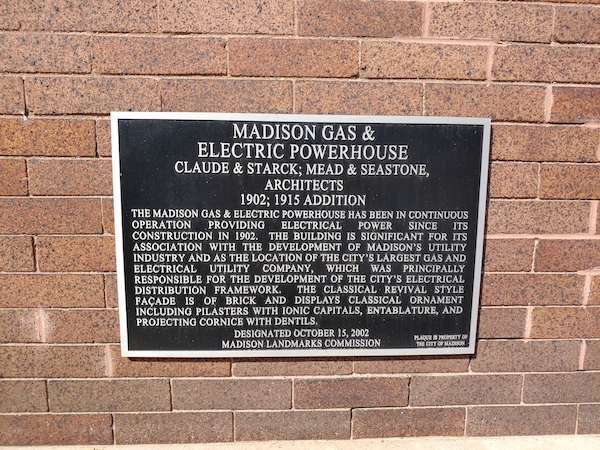 MADISON GAS &
ELECTRIC POWERHOUSE
CLAUDE & STARCK; MEAD & SEASTONE,
ARCHITECTS
1902; 1915 ADDITION
THE MADISON GAS & ELECTRIC POWERHOUSE HAS BEEN IN CONTINUOUS
OPERATION PROVIDING ELECTRICAL POWER SINCE ITS
CONSTRUCTION IN 1902. THE BUILDING IS SIGNIFICANT FOR ITS
ASSOCIATION WITH THE DEVELOPMENT OF MADISON'S UTILITY
INDUSTRY AND AS THE LOCATION OF THE CITY'S LARGEST GAS AND
ELECTRICAL UTILITY COMPANY, WHICH WAS PRINCIPALLY
RESPONSIBLE FOR THE DEVELOPMENT OF THE CITY'S ELECTRICAL
DISTRIBUTION FRAMEWORK. THE CLASSICAL REVIVAL STYLE
FAÇADE IS OF BRICK AND DISPLAYS CLASSICAL ORNAMENT
INCLUDING PILASTERS WITH IONIC CAPITALS, ENTABLATURE, AND
PROJECTING CORNICE WITH DENTILS.
DESIGNATED OCTOBER 15, 2002
MADISON LANDMARKS COMMISSION
PLAQUE IS PROPERTY OF
THE CITY OF MADISON